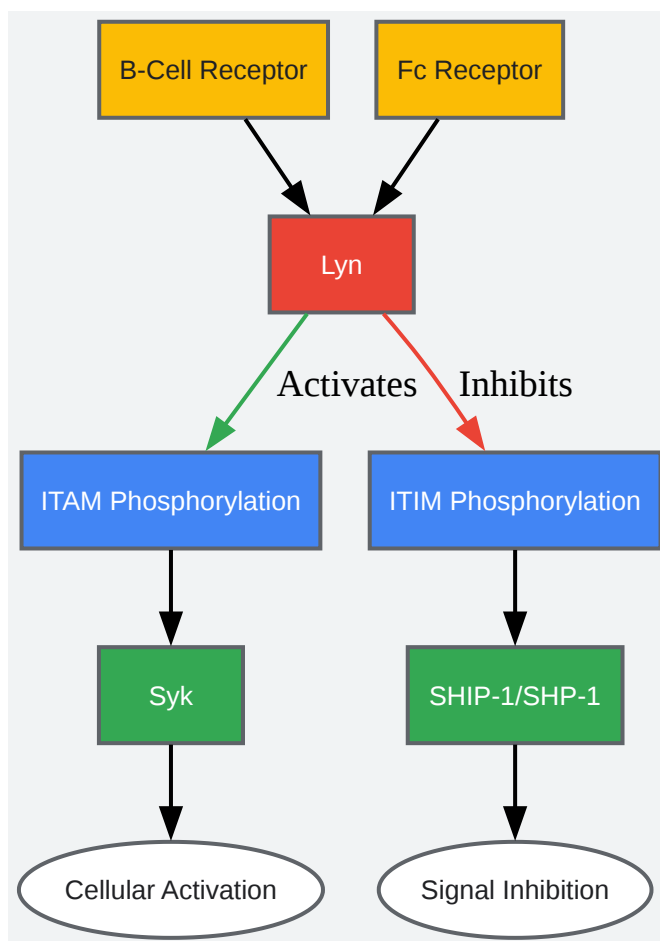 B-Cell Receptor
Fc Receptor
Lyn
Activates
Inhibits
ITAM Phosphorylation
ITIM Phosphorylation
Syk
SHIP-1/SHP-1
Cellular Activation
Signal Inhibition